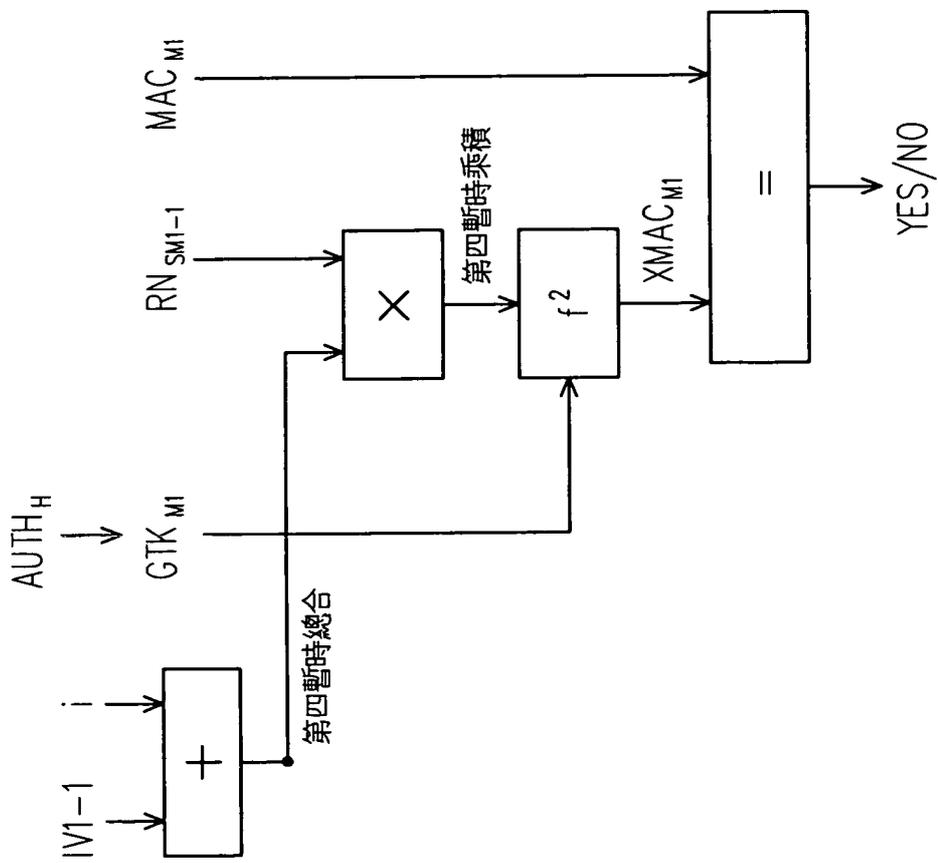 AUTH_H
IV1-1
i
GTK_M1
RN_SM1-1
MAC_M1
+
第四暫時總合
×
第四暫時乘積
f²
XMAC_M1
=
YES/NO